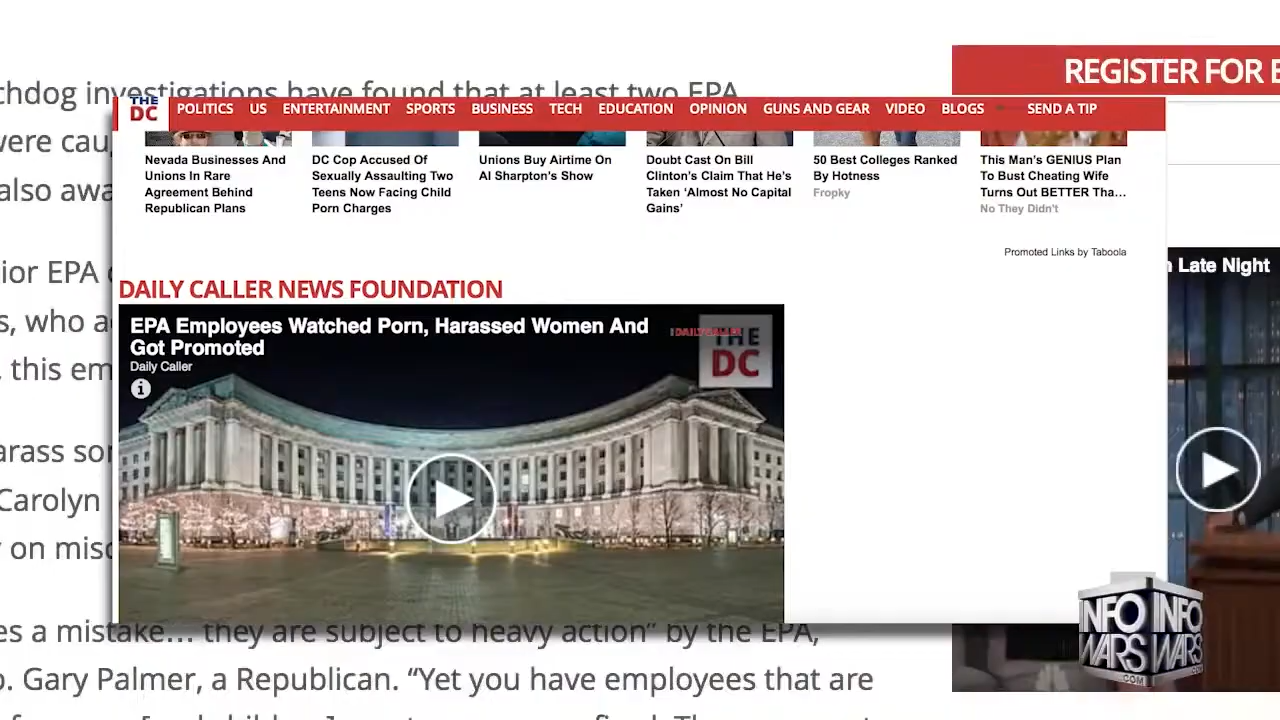 REGISTER FOR
chdog investigations have found that at least two EPA
THE
DC
POLITICS US ENTERTAINMENT SPORTS BUSINESS TECH EDUCATION OPINION GUNS AND GEAR VIDEO BLOGS SEND A TIP
were cau
also awa
Nevada Businesses And
Unions In Rare
Agreement Behind
Republican Plans
DC Cop Accused Of
Sexually Assaulting Two
Teens Now Facing Child
Porn Charges
Unions Buy Airtime On
Al Sharpton's Show
Doubt Cast On Bill
Clinton's Claim That He's
Taken ‘Almost No Capital
Gains’
50 Best Colleges Ranked
By Hotness
Fropky
This Man's GENIUS Plan
To Bust Cheating Wife
Turns Out BETTER Tha…
No They Didn't
Promoted Links by Taboola
ior EPA
Late Night
DAILY CALLER NEWS FOUNDATION
s, who a
EPA Employees Watched Porn, Harassed Women And
Got Promoted
Daily Caller
DAILY CALLER
THE
DC
, this em
arass so
Carolyn
on misc
es a mistake… they are subject to heavy action” by the EPA,
p. Gary Palmer, a Republican. “Yet you have employees that are
INFO
WARS
.COM
INFO
WARS